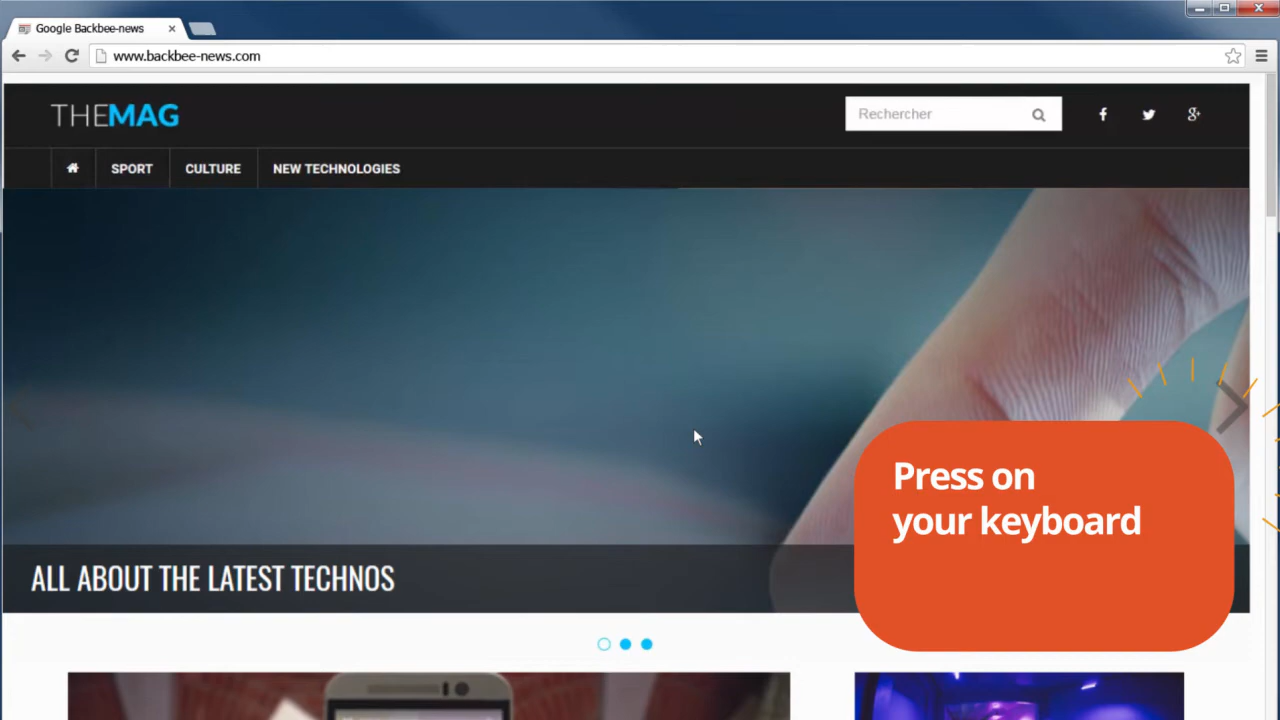 Google Backbee-news
www.backbee-news.com
THEMAG
Rechercher
SPORT
CULTURE
NEW TECHNOLOGIES
Press on
your keyboard
ALL ABOUT THE LATEST TECHNOS